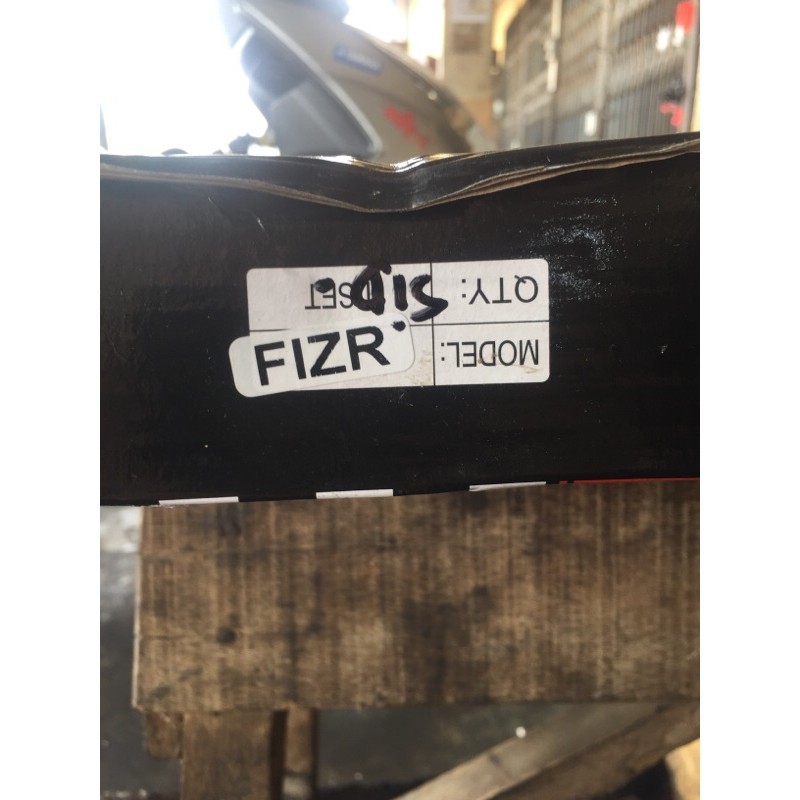 MODEL: FIZR
QTY: SET